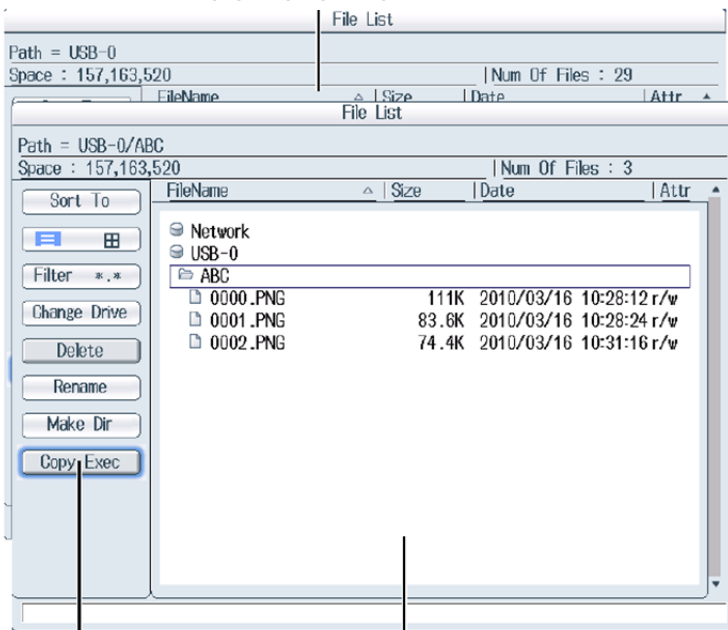 File List
Path = USB-0
Space : 157,163,520 Num Of Files : 29
FileName Size Date Attr
File List
Path = USB-0/ABC
Space : 157,163,520 Num Of Files : 3
FileName Size Date Attr
Sort To
Filter *.*
Change Drive
Delete
Rename
Make Dir
Copy Exec
Network
USB-0
ABC
0000.PNG 111K 2010/03/16 10:28:12 r/w
0001.PNG 83.6K 2010/03/16 10:28:24 r/w
0002.PNG 74.4K 2010/03/16 10:31:16 r/w